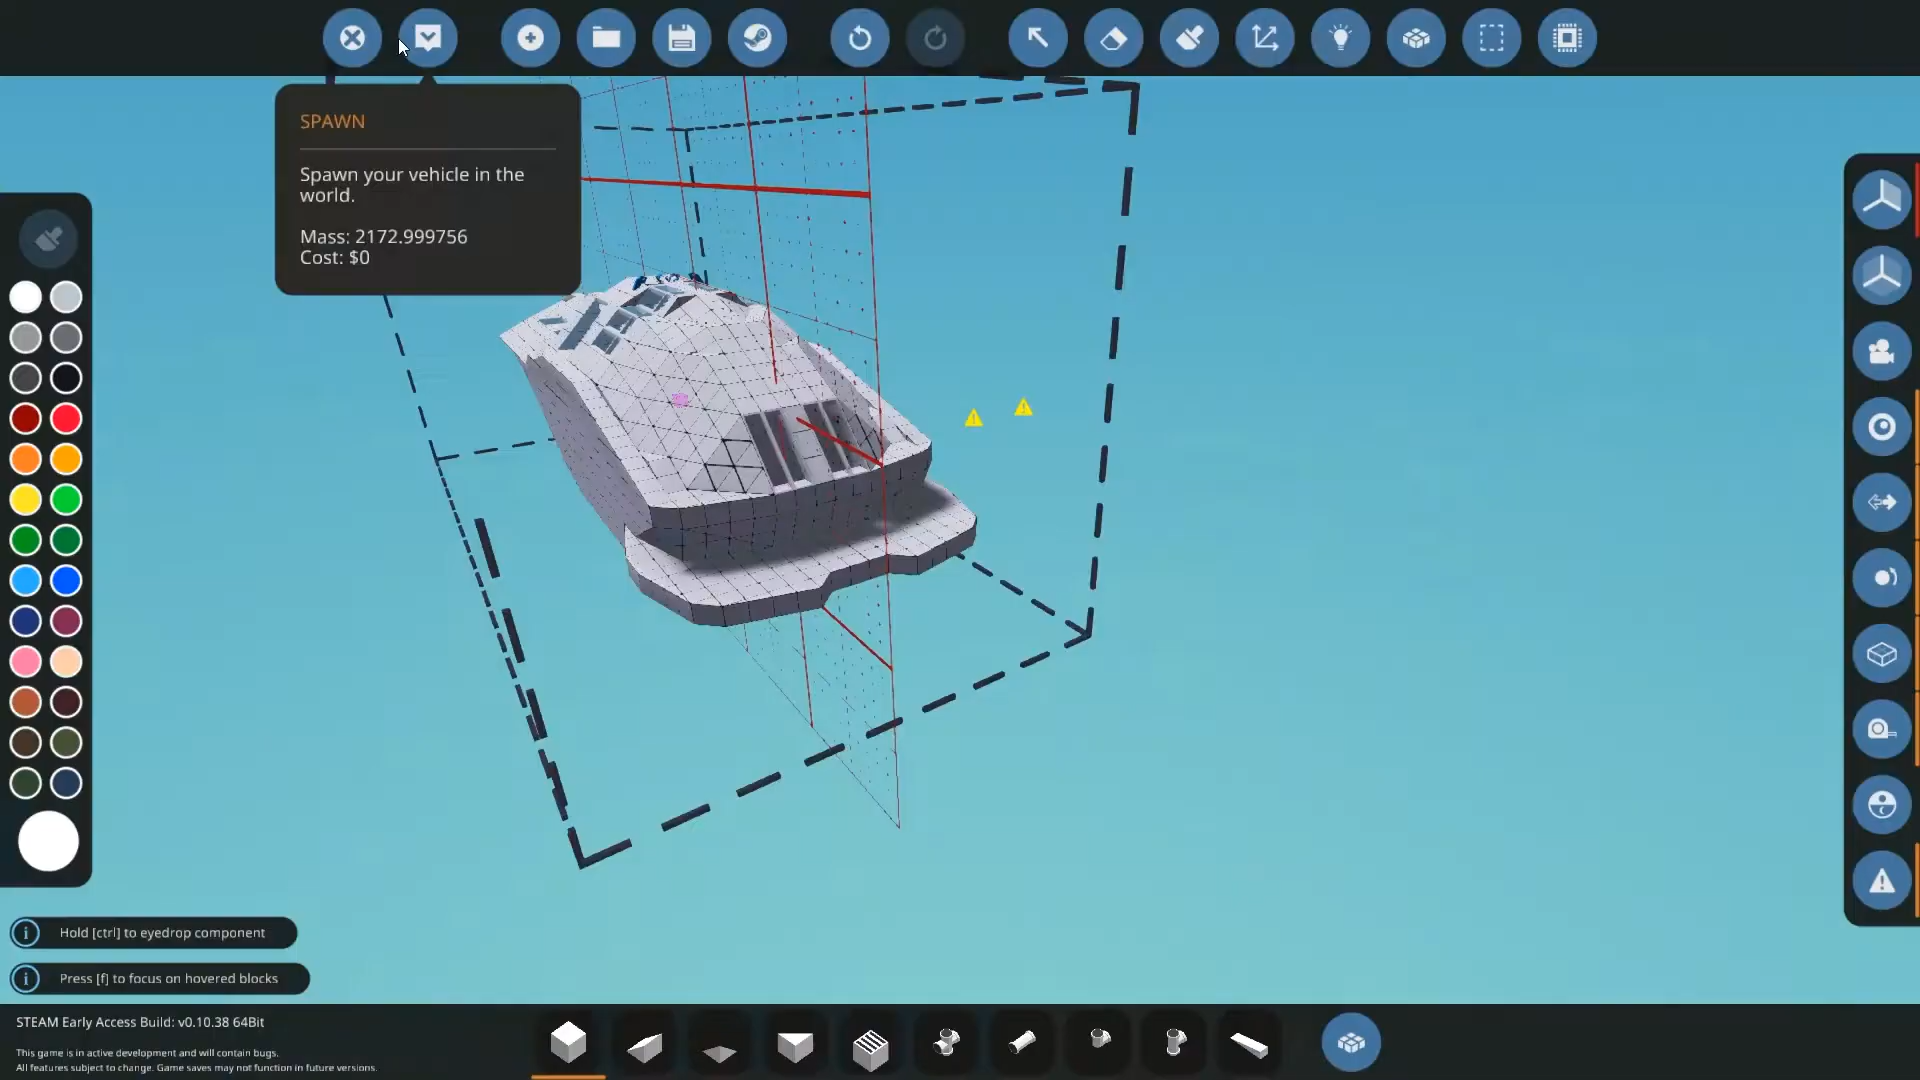 SPAWN
Spawn your vehicle in the
world.
Mass: 2172.999756
Cost: $0
Hold [ctrl] to eyedrop component
Press [f] to focus on hovered blocks
STEAM Early Access Build: v0.10.38 64Bit
This game is in active development and will contain bugs.
All features subject to change. Game saves may not function in future versions.